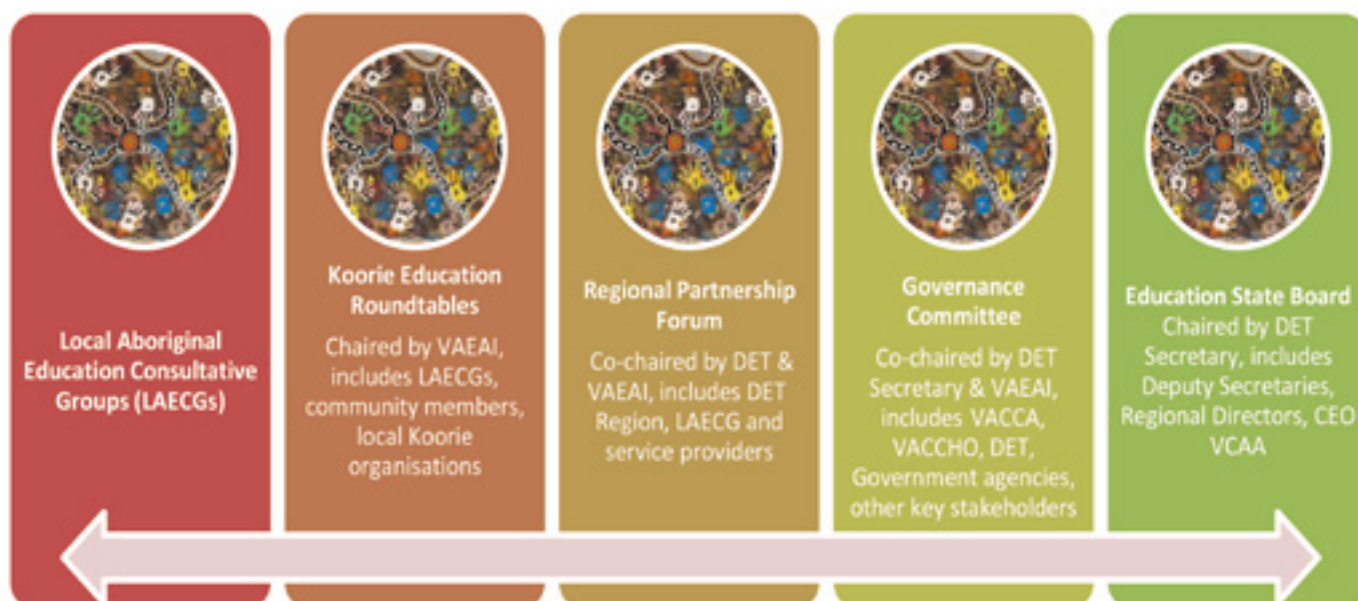 Local Aboriginal
Education Consultative
Groups (LAECGs)
Koorie Education
Roundtables
Chaired by VAEAI,
includes LAECGs,
community members,
local Koorie
organisations
Regional Partnership
Forum
Co-chaired by DET &
VAEAI, includes DET
Region, LAECG and
service providers
Governance
Committee
Co-chaired by DET
Secretary & VAEAI,
includes VACCA,
VACCHO, DET,
Government agencies,
other key stakeholders
Education State Board
Chaired by DET
Secretary, includes
Deputy Secretaries,
Regional Directors, CEO
VCAA